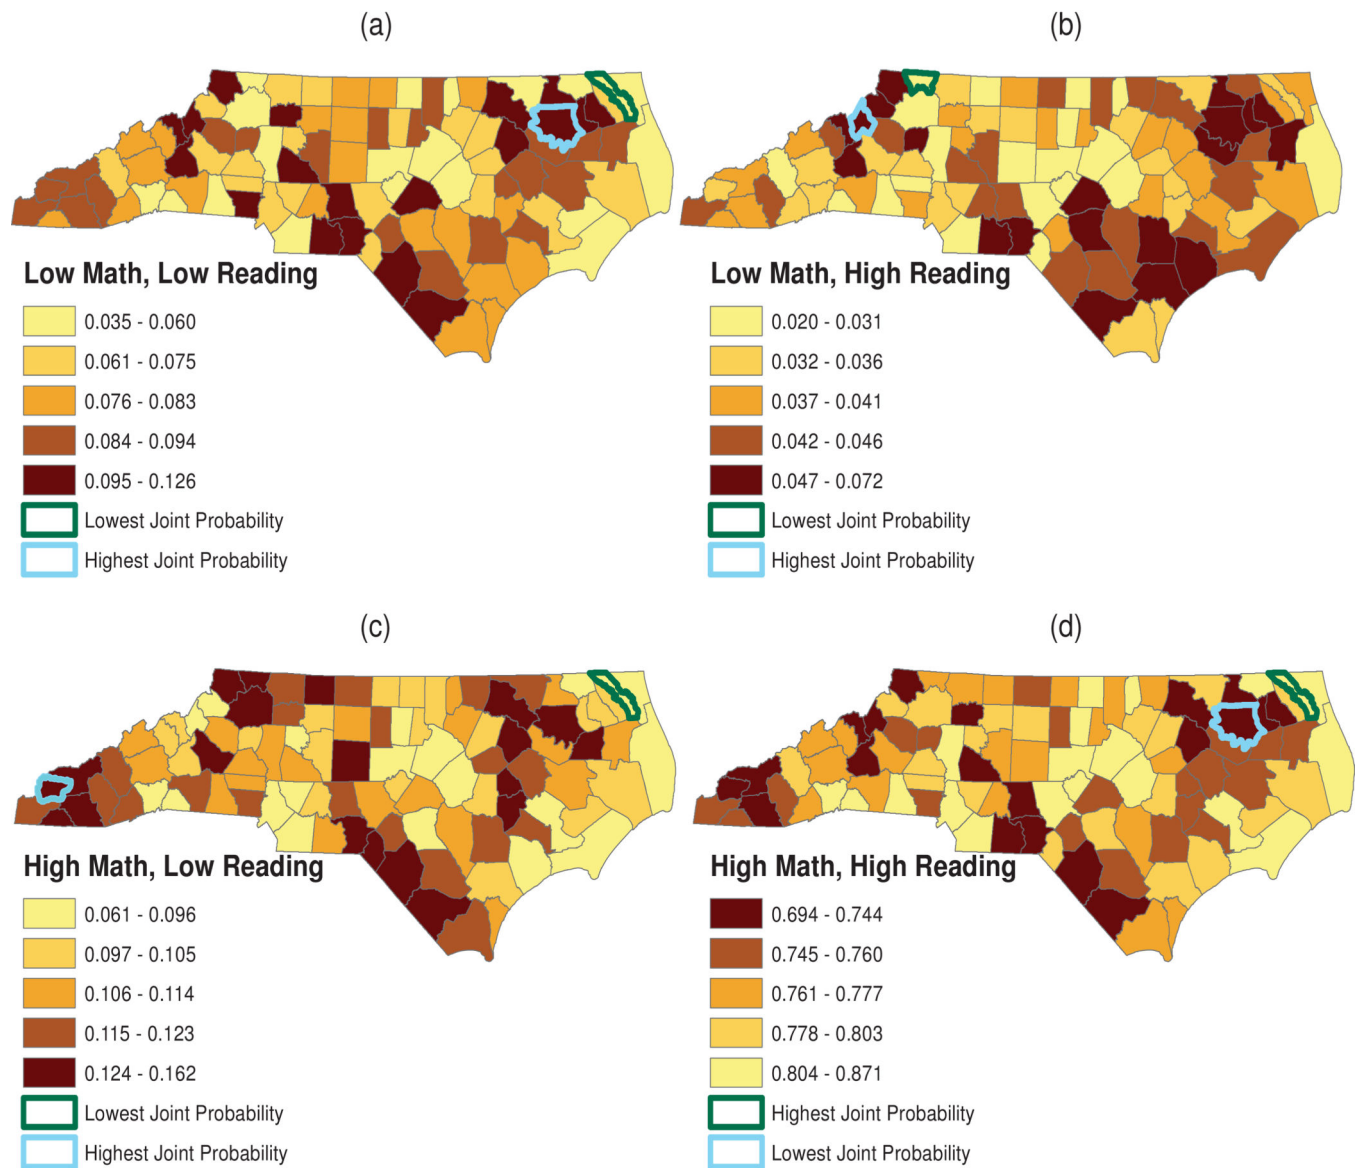 (a)
(b)
Low Math, Low Reading
0.035 - 0.060
0.061 - 0.075
0.076 - 0.083
0.084 - 0.094
0.095 - 0.126
Lowest Joint Probability
Highest Joint Probability
Low Math, High Reading
0.020 - 0.031
0.032 - 0.036
0.037 - 0.041
0.042 - 0.046
0.047 - 0.072
Lowest Joint Probability
Highest Joint Probability
(c)
(d)
High Math, Low Reading
0.061 - 0.096
0.097 - 0.105
0.106 - 0.114
0.115 - 0.123
0.124 - 0.162
Lowest Joint Probability
Highest Joint Probability
High Math, High Reading
0.694 - 0.744
0.745 - 0.760
0.761 - 0.777
0.778 - 0.803
0.804 - 0.871
Highest Joint Probability
Lowest Joint Probability